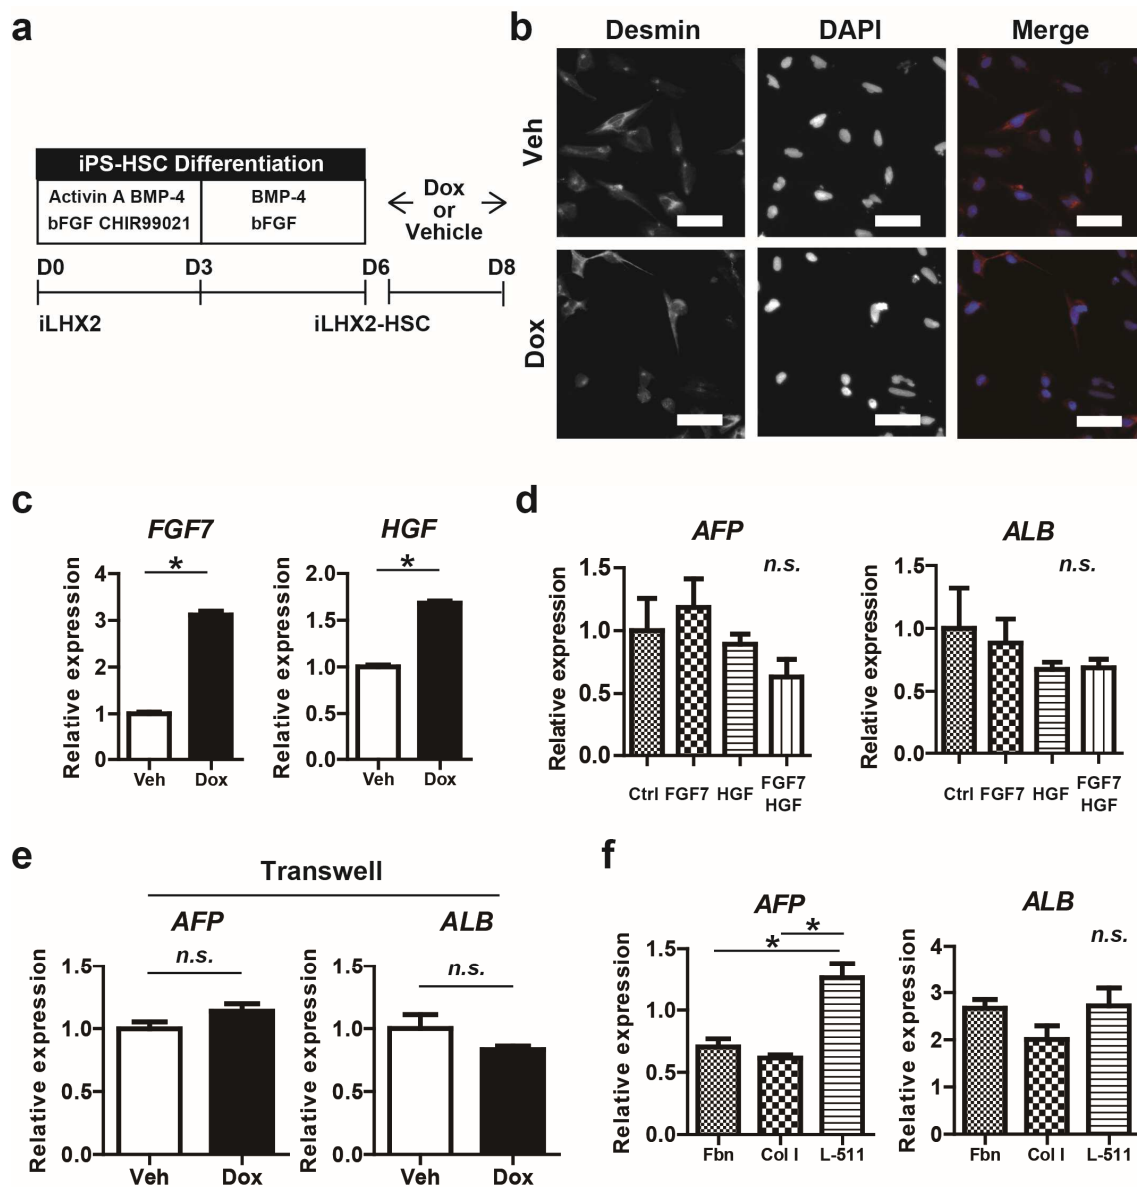 a
iPS-HSC Differentiation
Activin A BMP-4
bFGF CHIR99021
BMP-4
bFGF
Dox
or
Vehicle
D0 D3 D6 D8
iLHX2 iLHX2-HSC
b
Desmin DAPI Merge
Veh
Dox
c
FGF7
Relative expression
4
3
2
1
0
*
Veh Dox
HGF
Relative expression
2.0
1.5
1.0
0.5
0.0
*
Veh Dox
d
AFP
n.s.
Relative expression
1.5
1.0
0.5
0.0
Ctrl FGF7 HGF FGF7
HGF
ALB
n.s.
Relative expression
1.5
1.0
0.5
0.0
Ctrl FGF7 HGF FGF7
HGF
e
Transwell
AFP
n.s.
Relative expression
1.5
1.0
0.5
0.0
Veh Dox
ALB
n.s.
Relative expression
1.5
1.0
0.5
0.0
Veh Dox
f
AFP
*
*
Relative expression
1.5
1.0
0.5
0.0
Fbn Col I L-511
ALB
n.s.
Relative expression
4
3
2
1
0
Fbn Col I L-511